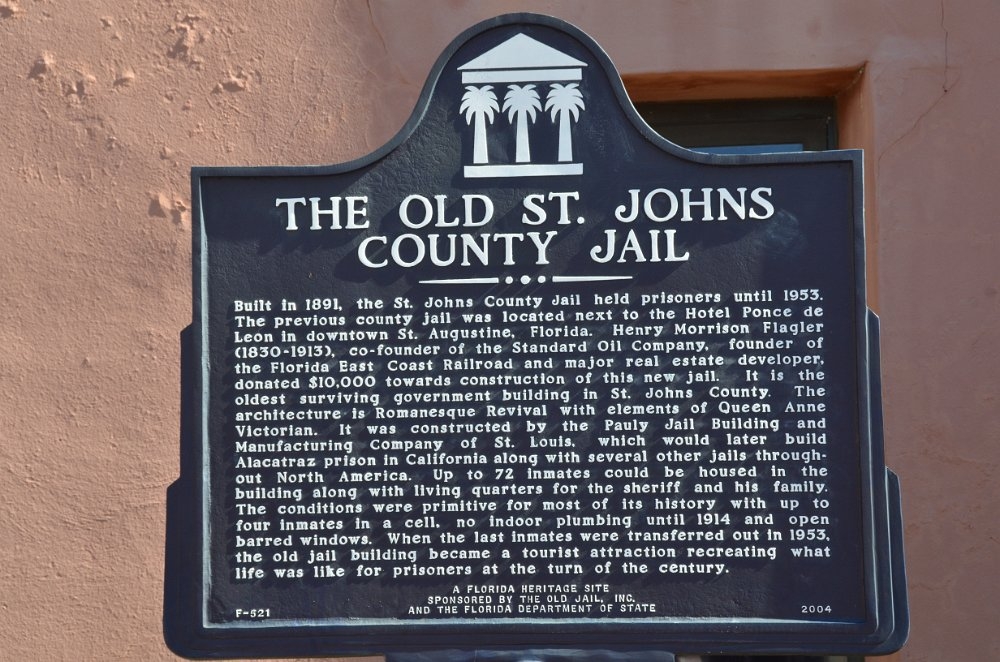 THE OLD ST. JOHNS
COUNTY JAIL
Built in 1891, the St. Johns County Jail held prisoners until 1953.
The previous county jail was located next to the Hotel Ponce de
Leon in downtown St. Augustine, Florida. Henry Morrison Flagler
(1830-1913), co-founder of the Standard Oil Company, founder of
the Florida East Coast Railroad and major real estate developer,
donated $10,000 towards construction of this new jail. It is the
oldest surviving government building in St. Johns County. The
architecture is Romanesque Revival with elements of Queen Anne
Victorian. It was constructed by the Pauly Jail Building and
Manufacturing Company of St. Louis, which would later build
Alacatraz prison in California along with several other jails through-
out North America. Up to 72 inmates could be housed in the
building along with living quarters for the sheriff and his family.
The conditions were primitive for most of its history with up to
four inmates in a cell, no indoor plumbing until 1914 and open
barred windows. When the last inmates were transferred out in 1953,
the old jail building became a tourist attraction recreating what
life was like for prisoners at the turn of the century.
A FLORIDA HERITAGE SITE
SPONSORED BY THE OLD JAIL, INC.
F-521 AND THE FLORIDA DEPARTMENT OF STATE 2004